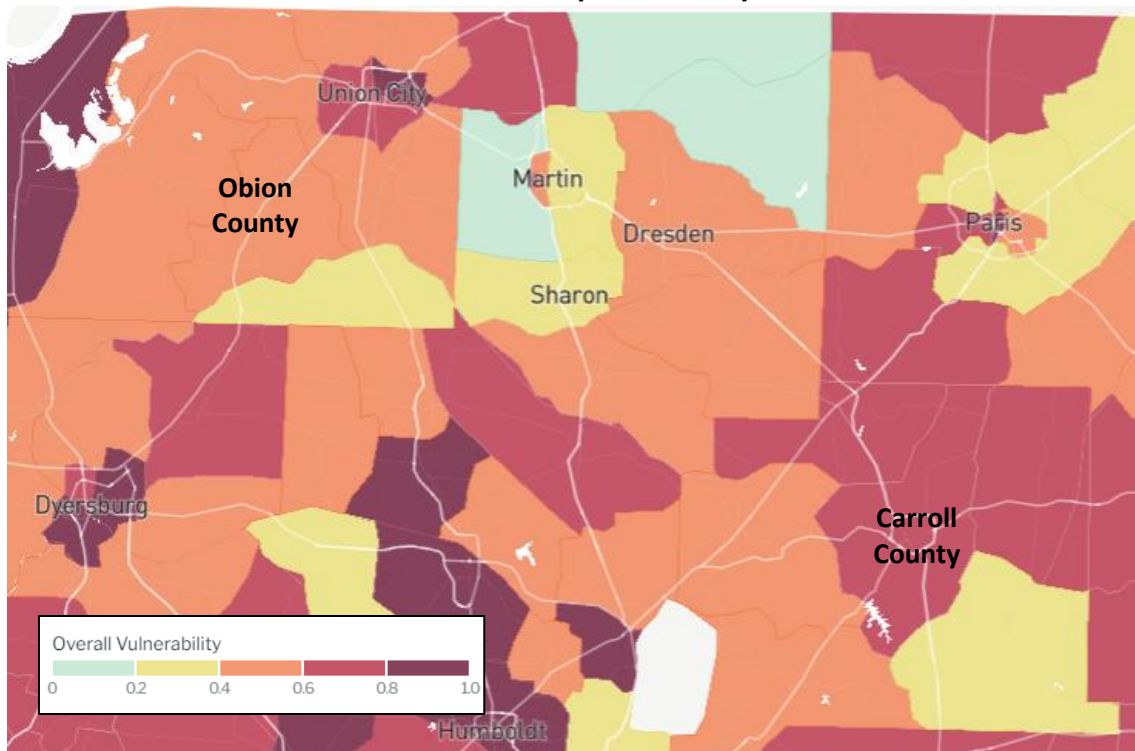 Union City
Obion
County
Martin
Dresden
Paris
Sharon
Dyersburg
Carroll
County
Overall Vulnerability
0 0.2 0.4 0.6 0.8 1.0
Humboldt